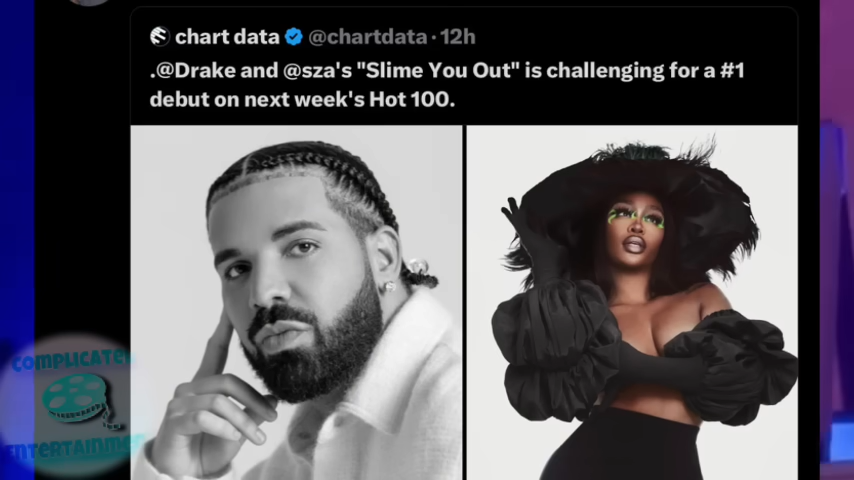 chart data @chartdata · 12h
.@Drake and @sza's "Slime You Out" is challenging for a #1
debut on next week's Hot 100.
COMPLICATED
ENTERTAINMENT